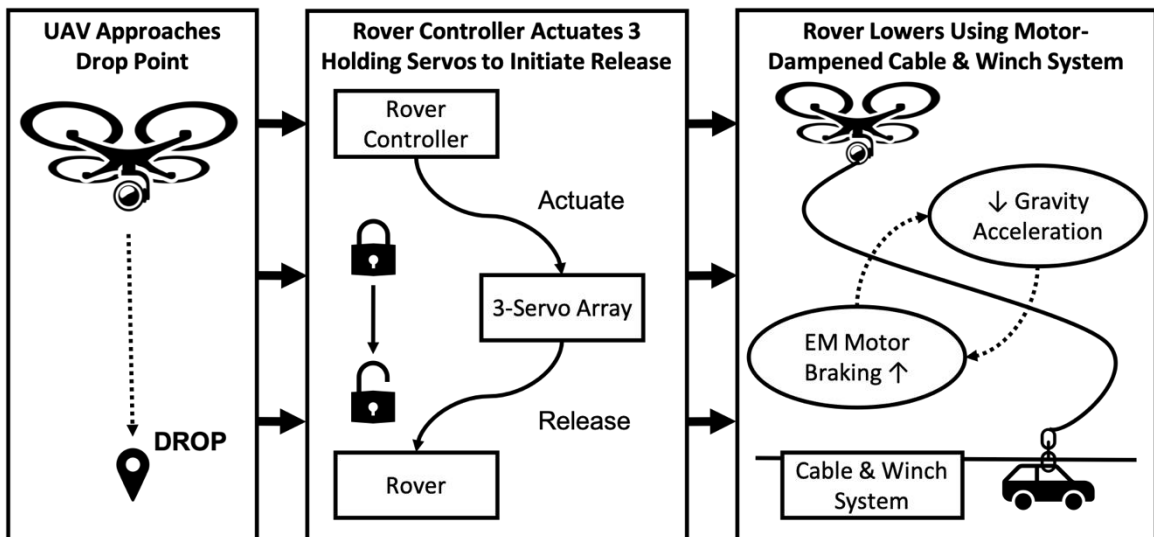 UAV Approaches
Drop Point
DROP
Rover Controller Actuates 3
Holding Servos to Initiate Release
Rover
Controller
Actuate
3-Servo Array
Release
Rover
Rover Lowers Using Motor-
Dampened Cable & Winch System
↓ Gravity
Acceleration
EM Motor
Braking ↑
Cable & Winch
System